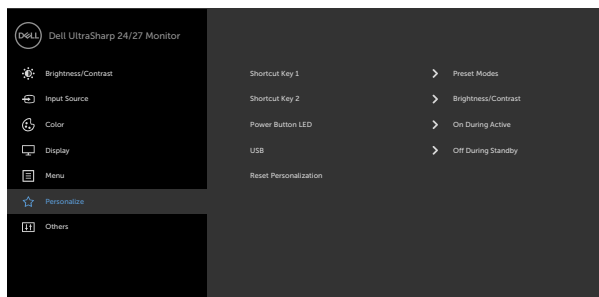 DELL Dell UltraSharp 24/27 Monitor
Brightness/Contrast Shortcut Key 1 Preset Modes
Input Source Shortcut Key 2 Brightness/Contrast
Color Power Button LED On During Active
Display USB Off During Standby
Menu Reset Personalization
Personalize
Others